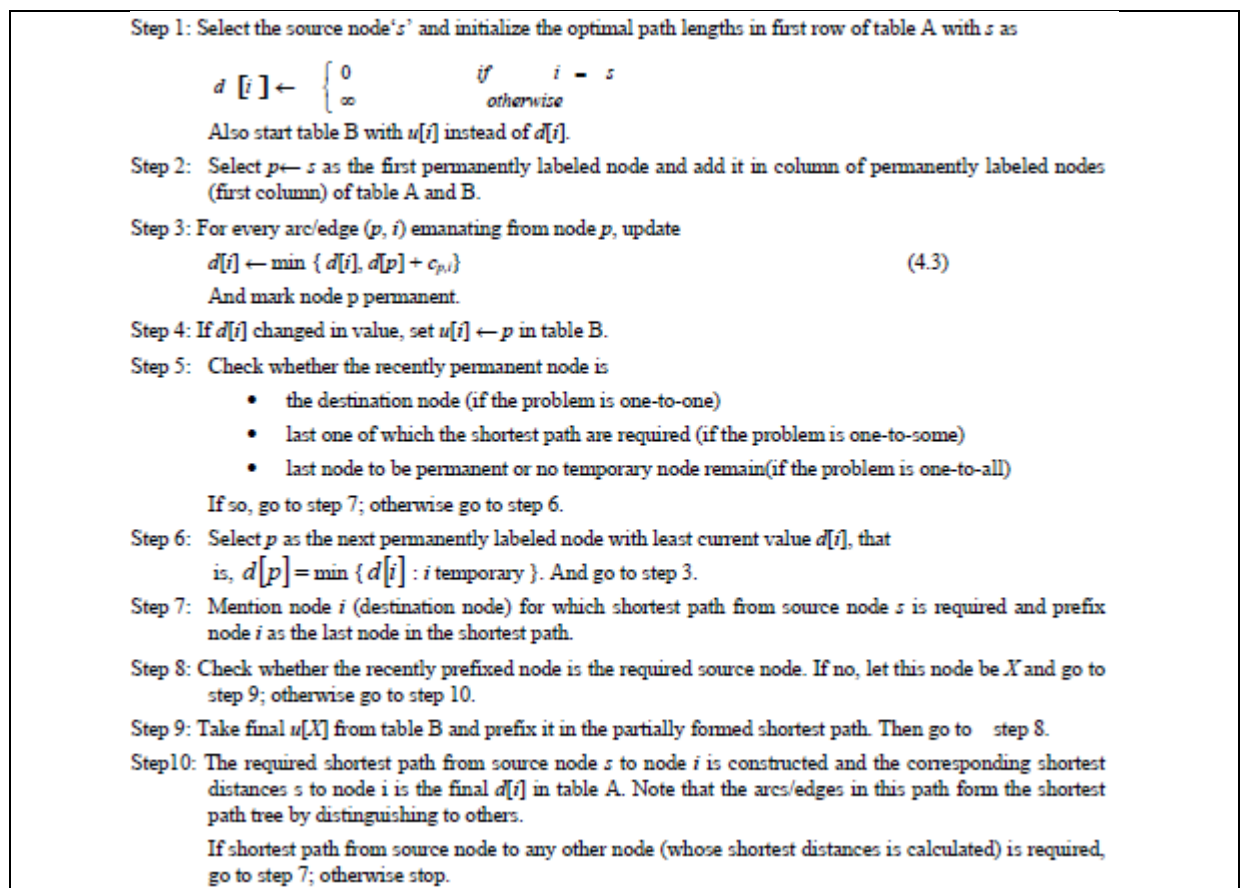 Step 1: Select the source node‘s’ and initialize the optimal path lengths in first row of table A with s as
d [i] ← { 0 if i = s
∞ otherwise
Also start table B with u[i] instead of d[i].
Step 2: Select p← s as the first permanently labeled node and add it in column of permanently labeled nodes
(first column) of table A and B.
Step 3: For every arc/edge (p, i) emanating from node p, update
d[i] ← min { d[i], d[p] + cp,i} (4.3)
And mark node p permanent.
Step 4: If d[i] changed in value, set u[i] ← p in table B.
Step 5: Check whether the recently permanent node is
• the destination node (if the problem is one-to-one)
• last one of which the shortest path are required (if the problem is one-to-some)
• last node to be permanent or no temporary node remain(if the problem is one-to-all)
If so, go to step 7; otherwise go to step 6.
Step 6: Select p as the next permanently labeled node with least current value d[i], that
is, d[p] = min { d[i] : i temporary }. And go to step 3.
Step 7: Mention node i (destination node) for which shortest path from source node s is required and prefix
node i as the last node in the shortest path.
Step 8: Check whether the recently prefixed node is the required source node. If no, let this node be X and go to
step 9; otherwise go to step 10.
Step 9: Take final u[X] from table B and prefix it in the partially formed shortest path. Then go to step 8.
Step10: The required shortest path from source node s to node i is constructed and the corresponding shortest
distances s to node i is the final d[i] in table A. Note that the arcs/edges in this path form the shortest
path tree by distinguishing to others.
If shortest path from source node to any other node (whose shortest distances is calculated) is required,
go to step 7; otherwise stop.